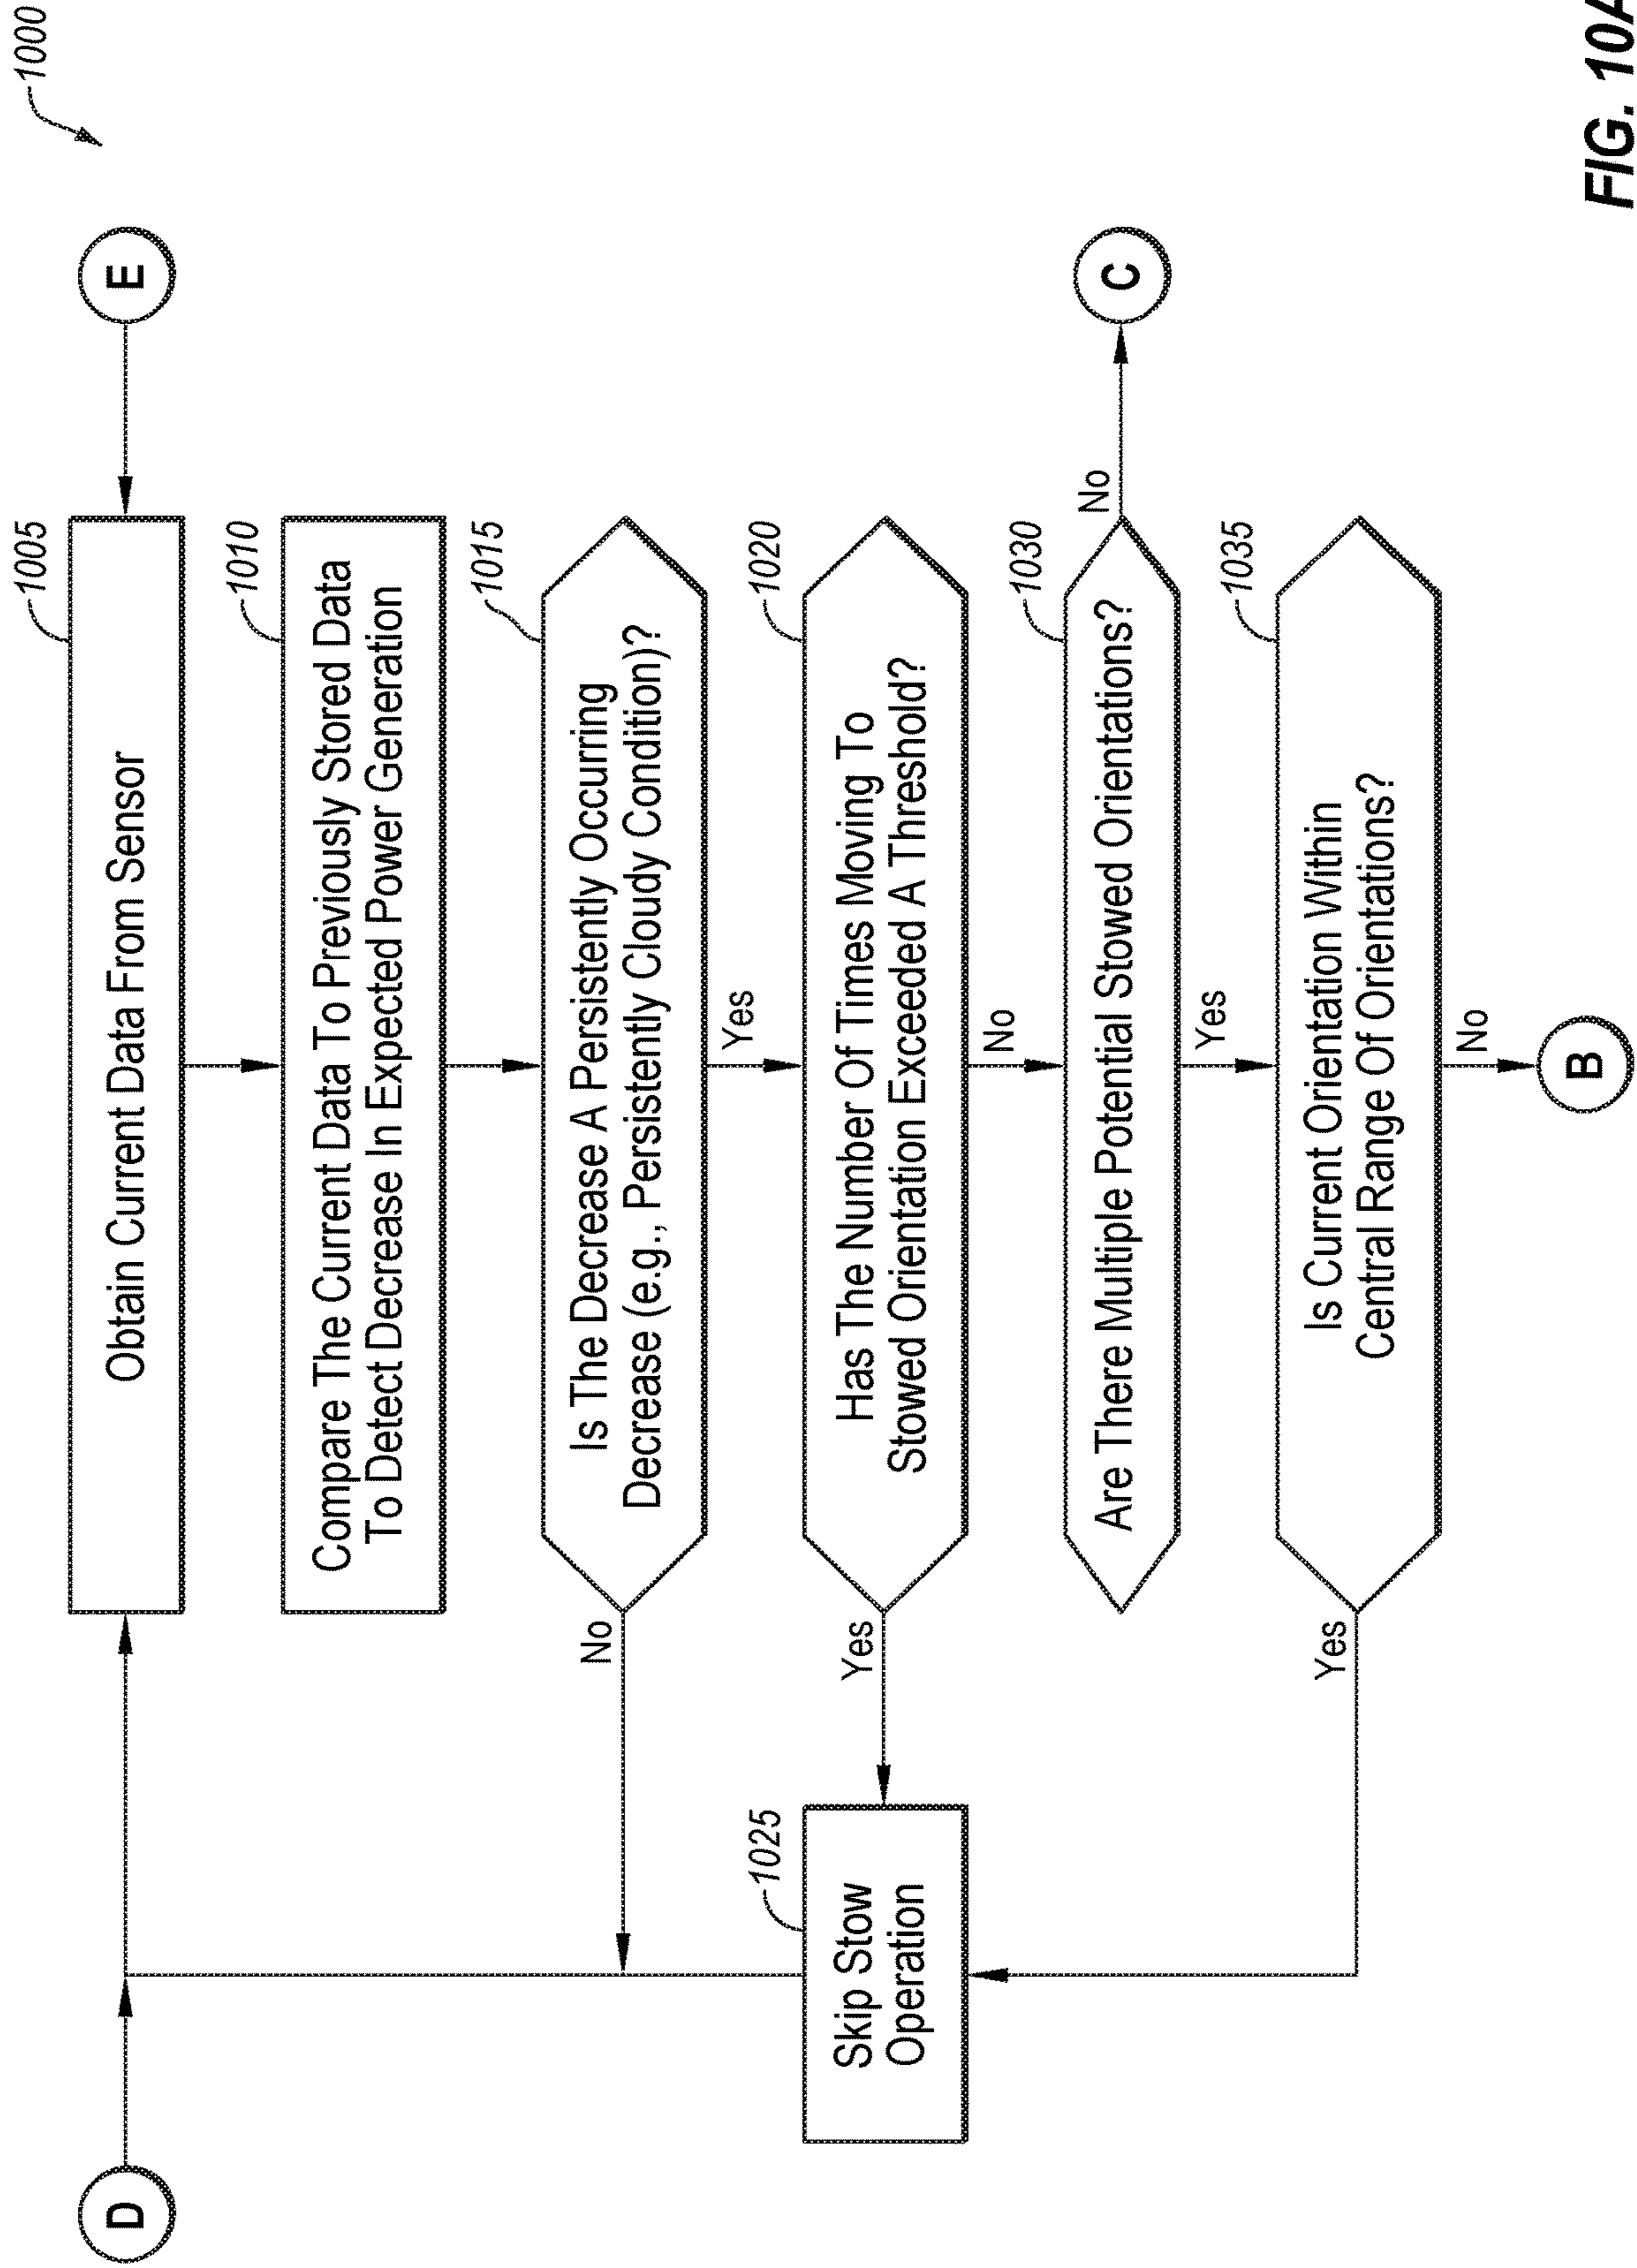 1000
D
E
1005
Obtain Current Data From Sensor
1010
Compare The Current Data To Previously Stored Data
To Detect Decrease In Expected Power Generation
1015
Is The Decrease A Persistently Occurring
Decrease (e.g., Persistently Cloudy Condition)?
No
Yes
1020
Has The Number Of Times Moving To
Stowed Orientation Exceeded A Threshold?
Yes
No
1025
Skip Stow
Operation
1030
Are There Multiple Potential Stowed Orientations?
No
C
Yes
1035
Is Current Orientation Within
Central Range Of Orientations?
Yes
No
B
FIG. 10A